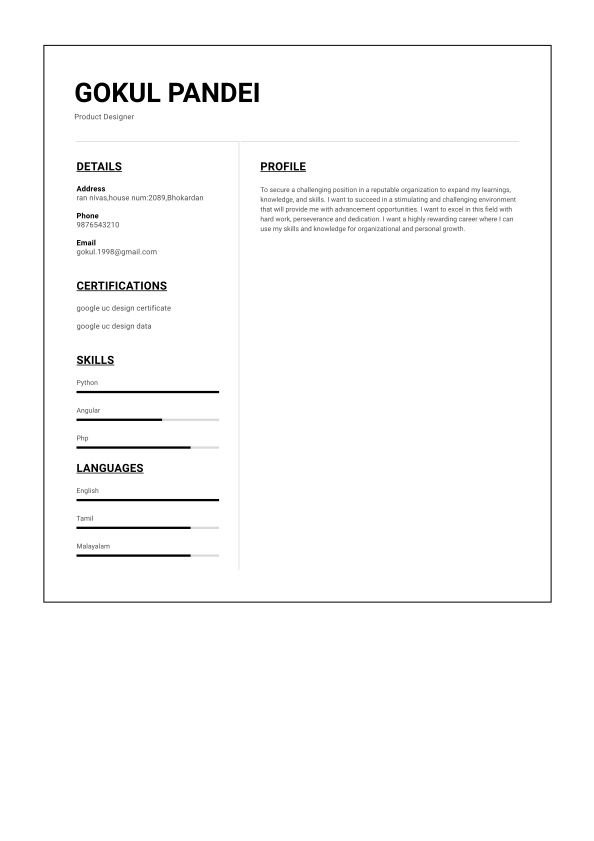 GOKUL PANDEI
Product Designer
DETAILS
Address
ran nivas,house num:2089,Bhokardan
Phone
9876543210
Email
gokul.1998@gmail.com
CERTIFICATIONS
google uc design certificate
google uc design data
SKILLS
Python
Angular
Php
LANGUAGES
English
Tamil
Malayalam
PROFILE
To secure a challenging position in a reputable organization to expand my learnings,
knowledge, and skills. I want to succeed in a stimulating and challenging environment
that will provide me with advancement opportunities. I want to excel in this field with
hard work, perseverance and dedication. I want a highly rewarding career where I can
use my skills and knowledge for organizational and personal growth.